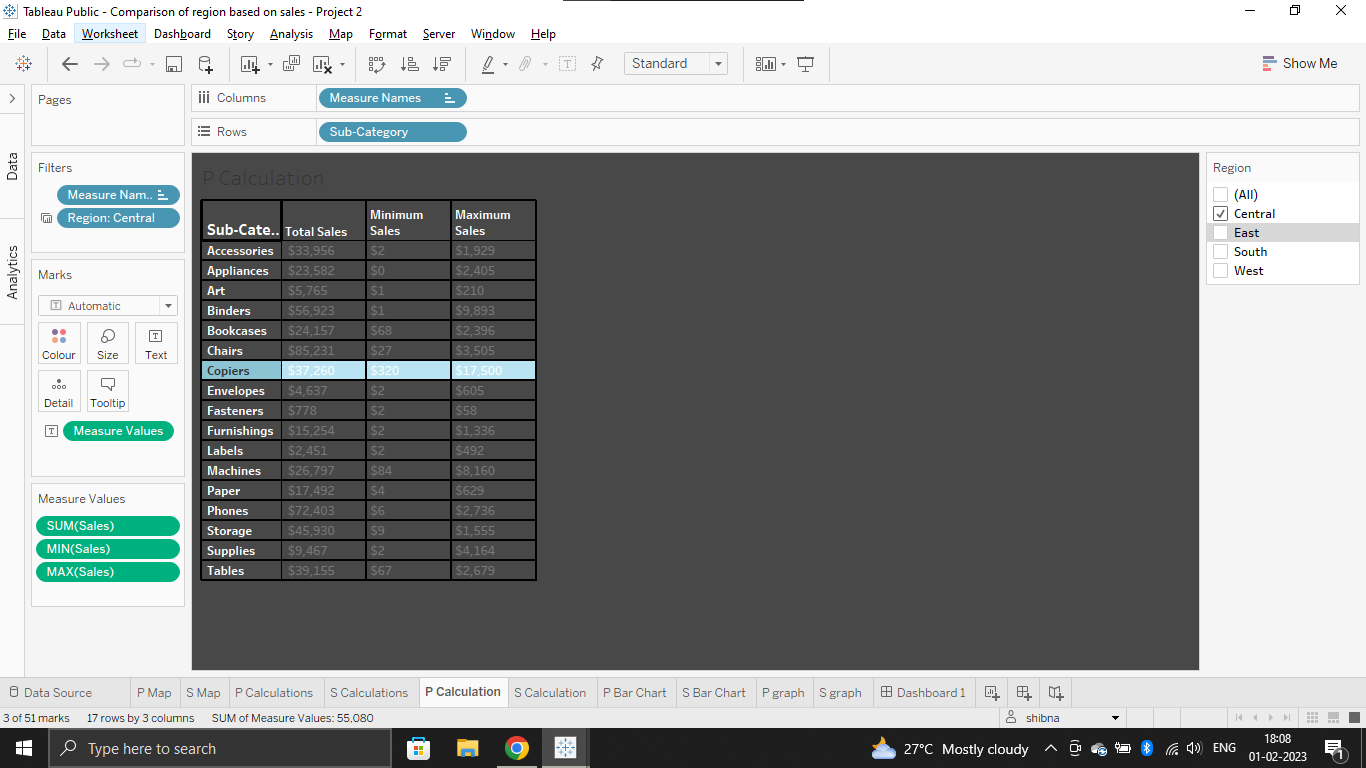 Tableau Public - Comparison of region based on sales - Project 2
File Data Worksheet Dashboard Story Analysis Map Format Server Window Help
Standard
Show Me
Pages
Columns
Measure Names
Rows
Sub-Category
Data
Analytics
Filters
Measure Nam..
Region: Central
Marks
Automatic
Colour Size Text
Detail Tooltip
Measure Values
Measure Values
SUM(Sales)
MIN(Sales)
MAX(Sales)
P Calculation
Sub-Cate.. Total Sales Minimum Sales Maximum Sales
Accessories $33,956 $2 $1,929
Appliances $23,582 $0 $2,405
Art $5,765 $1 $210
Binders $56,923 $1 $9,893
Bookcases $24,157 $68 $2,396
Chairs $85,231 $27 $3,505
Copiers $37,260 $320 $17,500
Envelopes $4,637 $2 $605
Fasteners $778 $2 $58
Furnishings $15,254 $2 $1,336
Labels $2,451 $2 $492
Machines $26,797 $84 $8,160
Paper $17,492 $4 $629
Phones $72,403 $6 $2,736
Storage $45,930 $9 $1,555
Supplies $9,467 $2 $4,164
Tables $39,155 $67 $2,679
Region
(All)
Central
East
South
West
Data Source P Map S Map P Calculations S Calculations P Calculation S Calculation P Bar Chart S Bar Chart P graph S graph Dashboard 1
3 of 51 marks 17 rows by 3 columns SUM of Measure Values: 55,080 shibna
Type here to search
27°C Mostly cloudy
ENG
18:08
01-02-2023
1